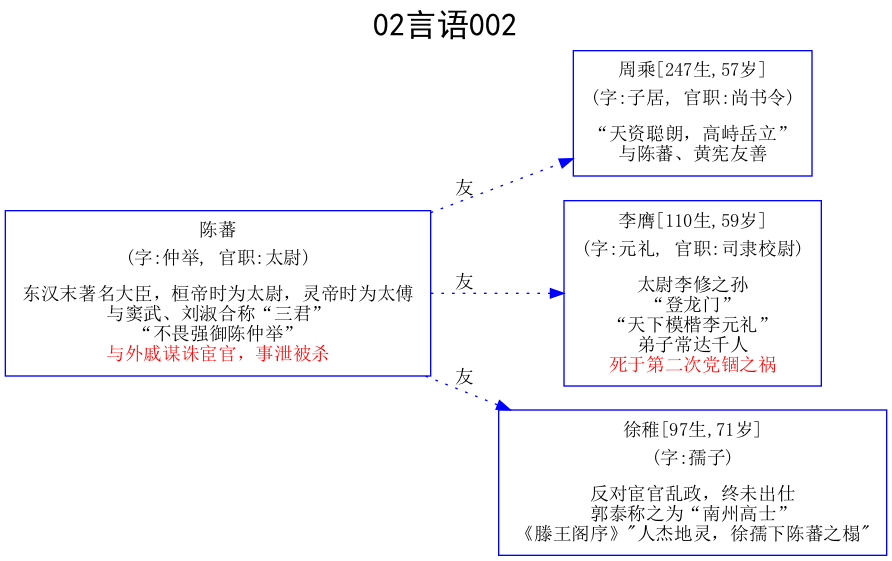 02言语002
周乘[247生,57岁]
(字:子居, 官职:尚书令)
“天资聪朗，高峙岳立”
与陈蕃、黄宪友善
友
李膺[110生,59岁]
(字:元礼, 官职:司隶校尉)
太尉李修之孙
“登龙门”
“天下模楷李元礼”
弟子常达千人
死于第二次党锢之祸
陈蕃
(字:仲举, 官职:太尉)
东汉末著名大臣，桓帝时为太尉，灵帝时为太傅
与窦武、刘淑合称“三君”
“不畏强御陈仲举”
与外戚谋诛宦官，事泄被杀
友
友
徐稚[97生,71岁]
(字:孺子)
反对宦官乱政，终未出仕
郭泰称之为“南州高士”
《滕王阁序》"人杰地灵，徐孺下陈蕃之榻"